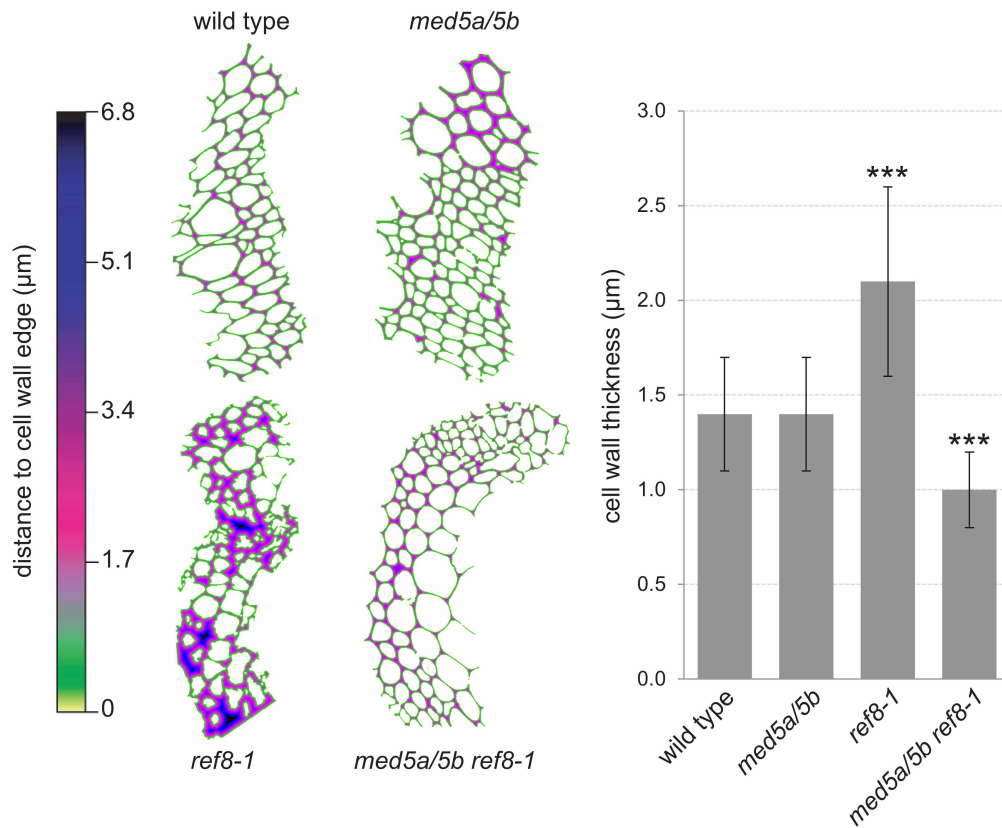 wild type
med5a/5b
distance to cell wall edge (µm)
6.8
5.1
3.4
1.7
0
ref8-1
med5a/5b ref8-1
cell wall thickness (µm)
3.0
2.5
2.0
1.5
1.0
0.5
0.0
***
***
wild type
med5a/5b
ref8-1
med5a/5b ref8-1